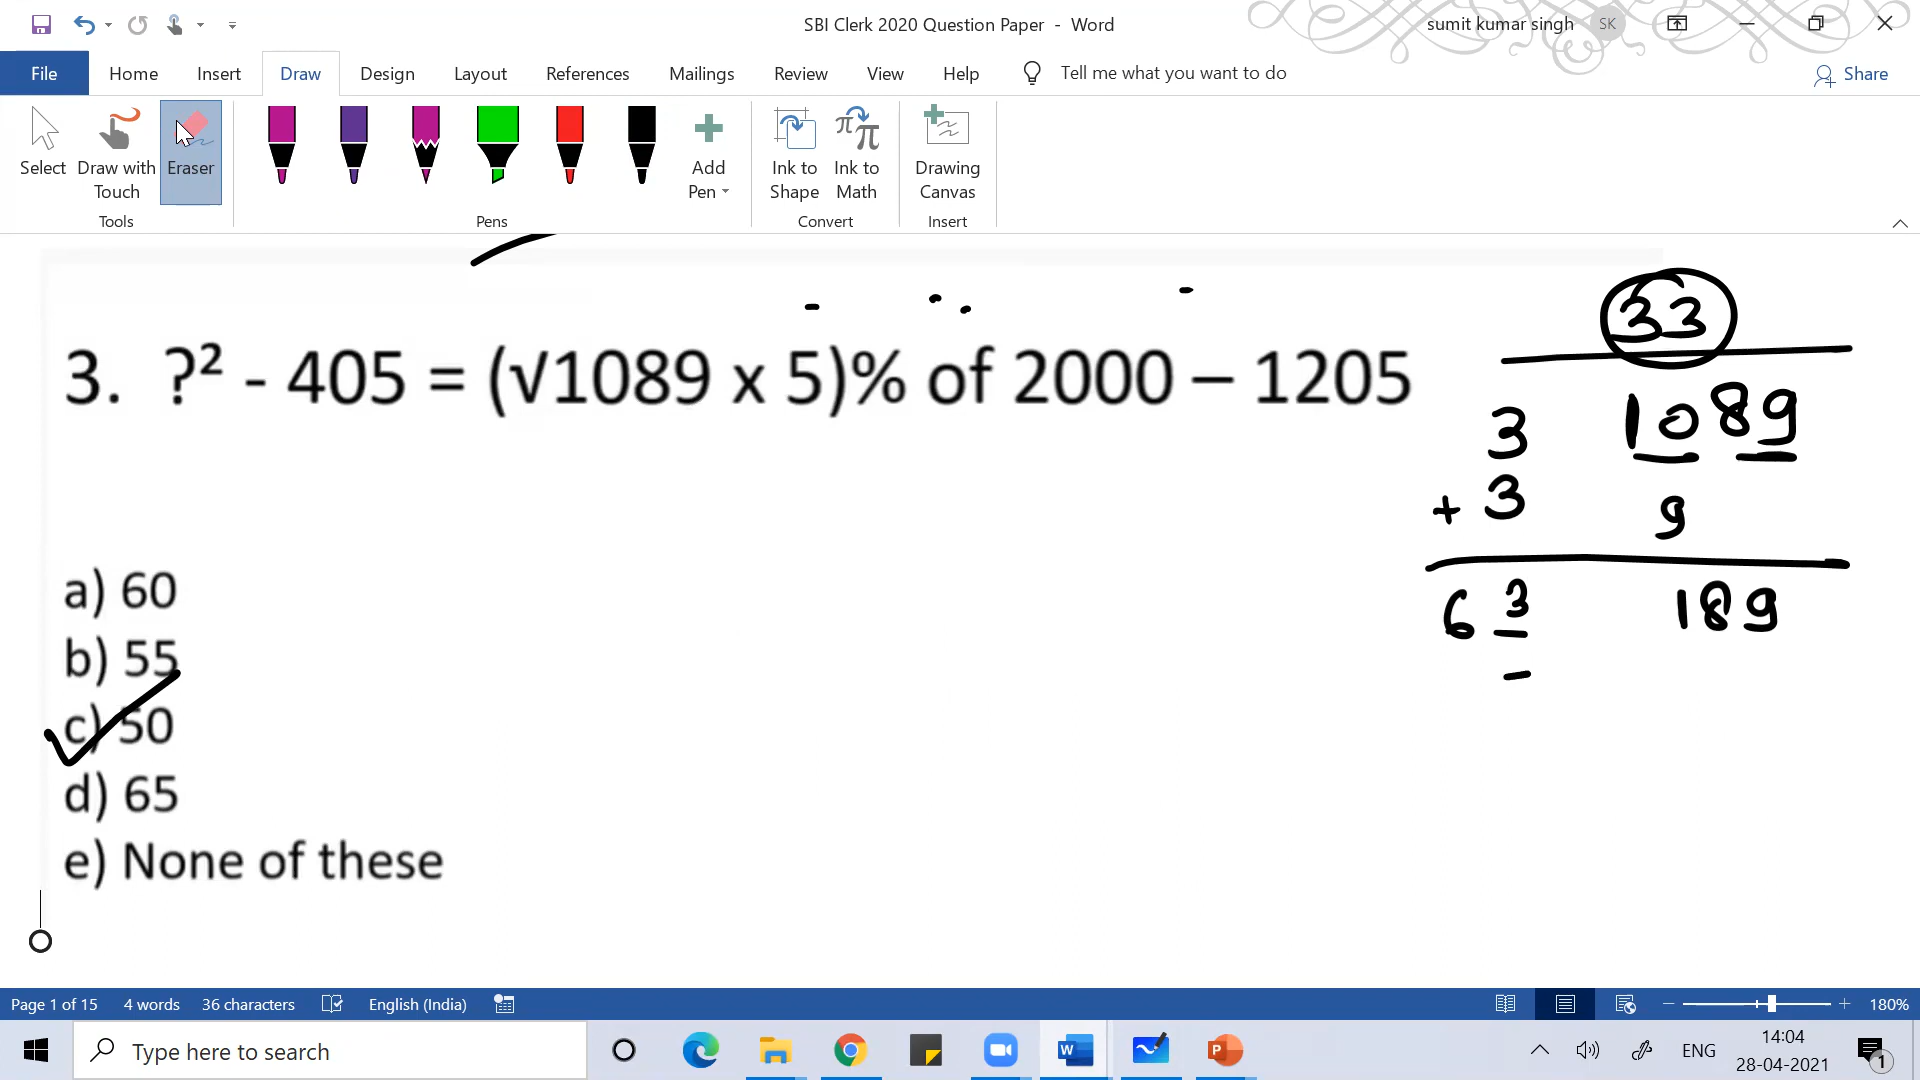 SBI Clerk 2020 Question Paper - Word
sumit kumar singh SK
File Home Insert Draw Design Layout References Mailings Review View Help Tell me what you want to do Share
Select Draw with Touch Eraser Add Pen Ink to Shape Ink to Math Drawing Canvas
Tools Pens Convert Insert
33
3. ?² - 405 = (√1089 x 5)% of 2000 – 1205
3 1089
+ 3 9
63 189
a) 60
b) 55
c) 50
d) 65
e) None of these
Page 1 of 15 4 words 36 characters English (India) 180%
Type here to search
ENG 14:04
28-04-2021
1